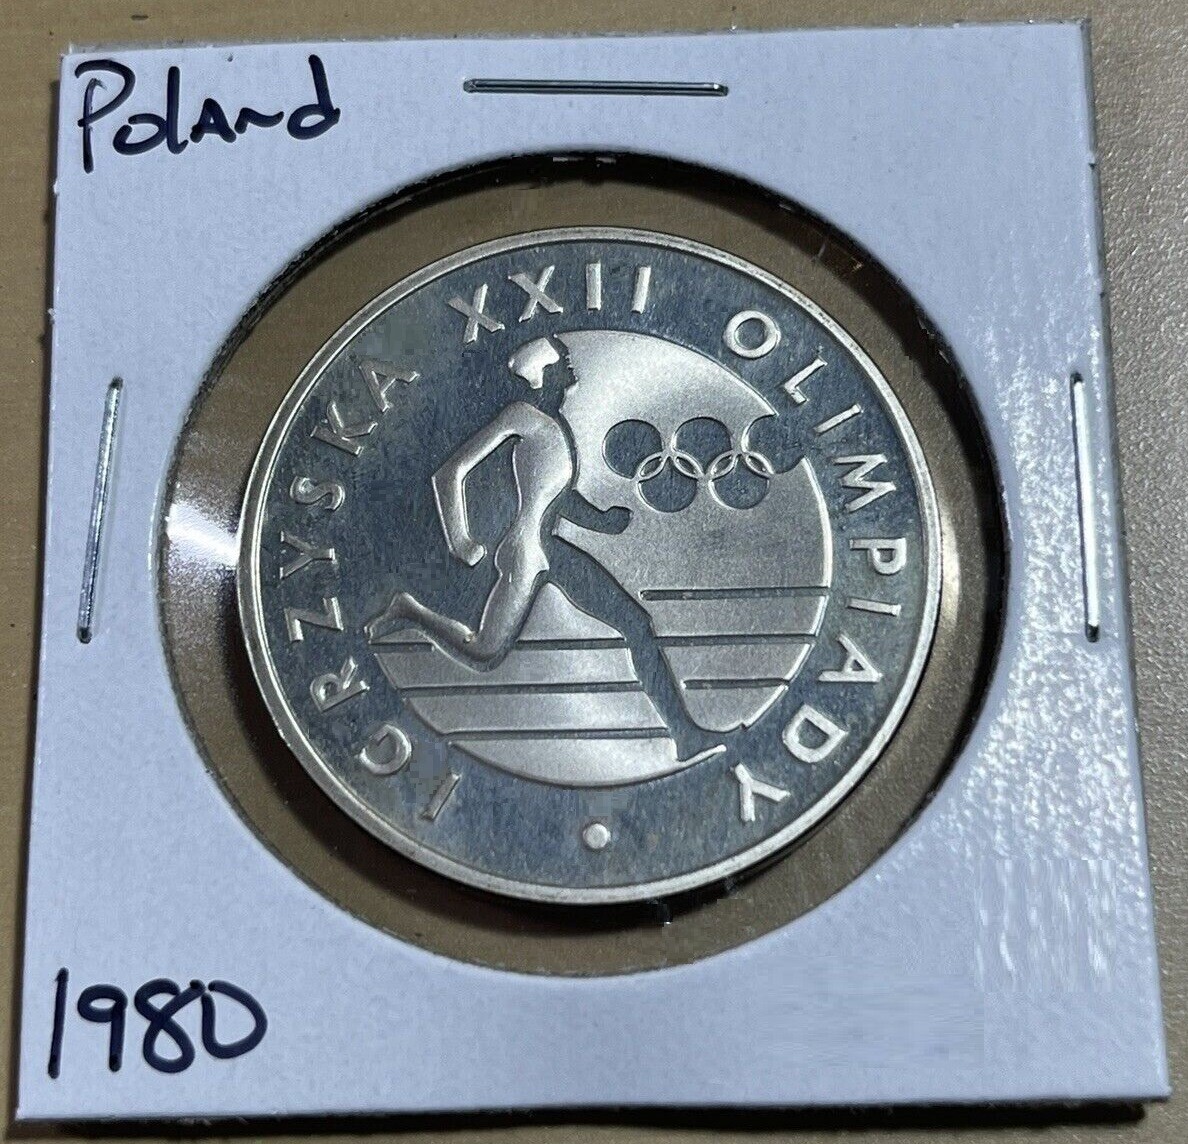 Poland
IGRZYSKA XXII OLIMPIADY
1980